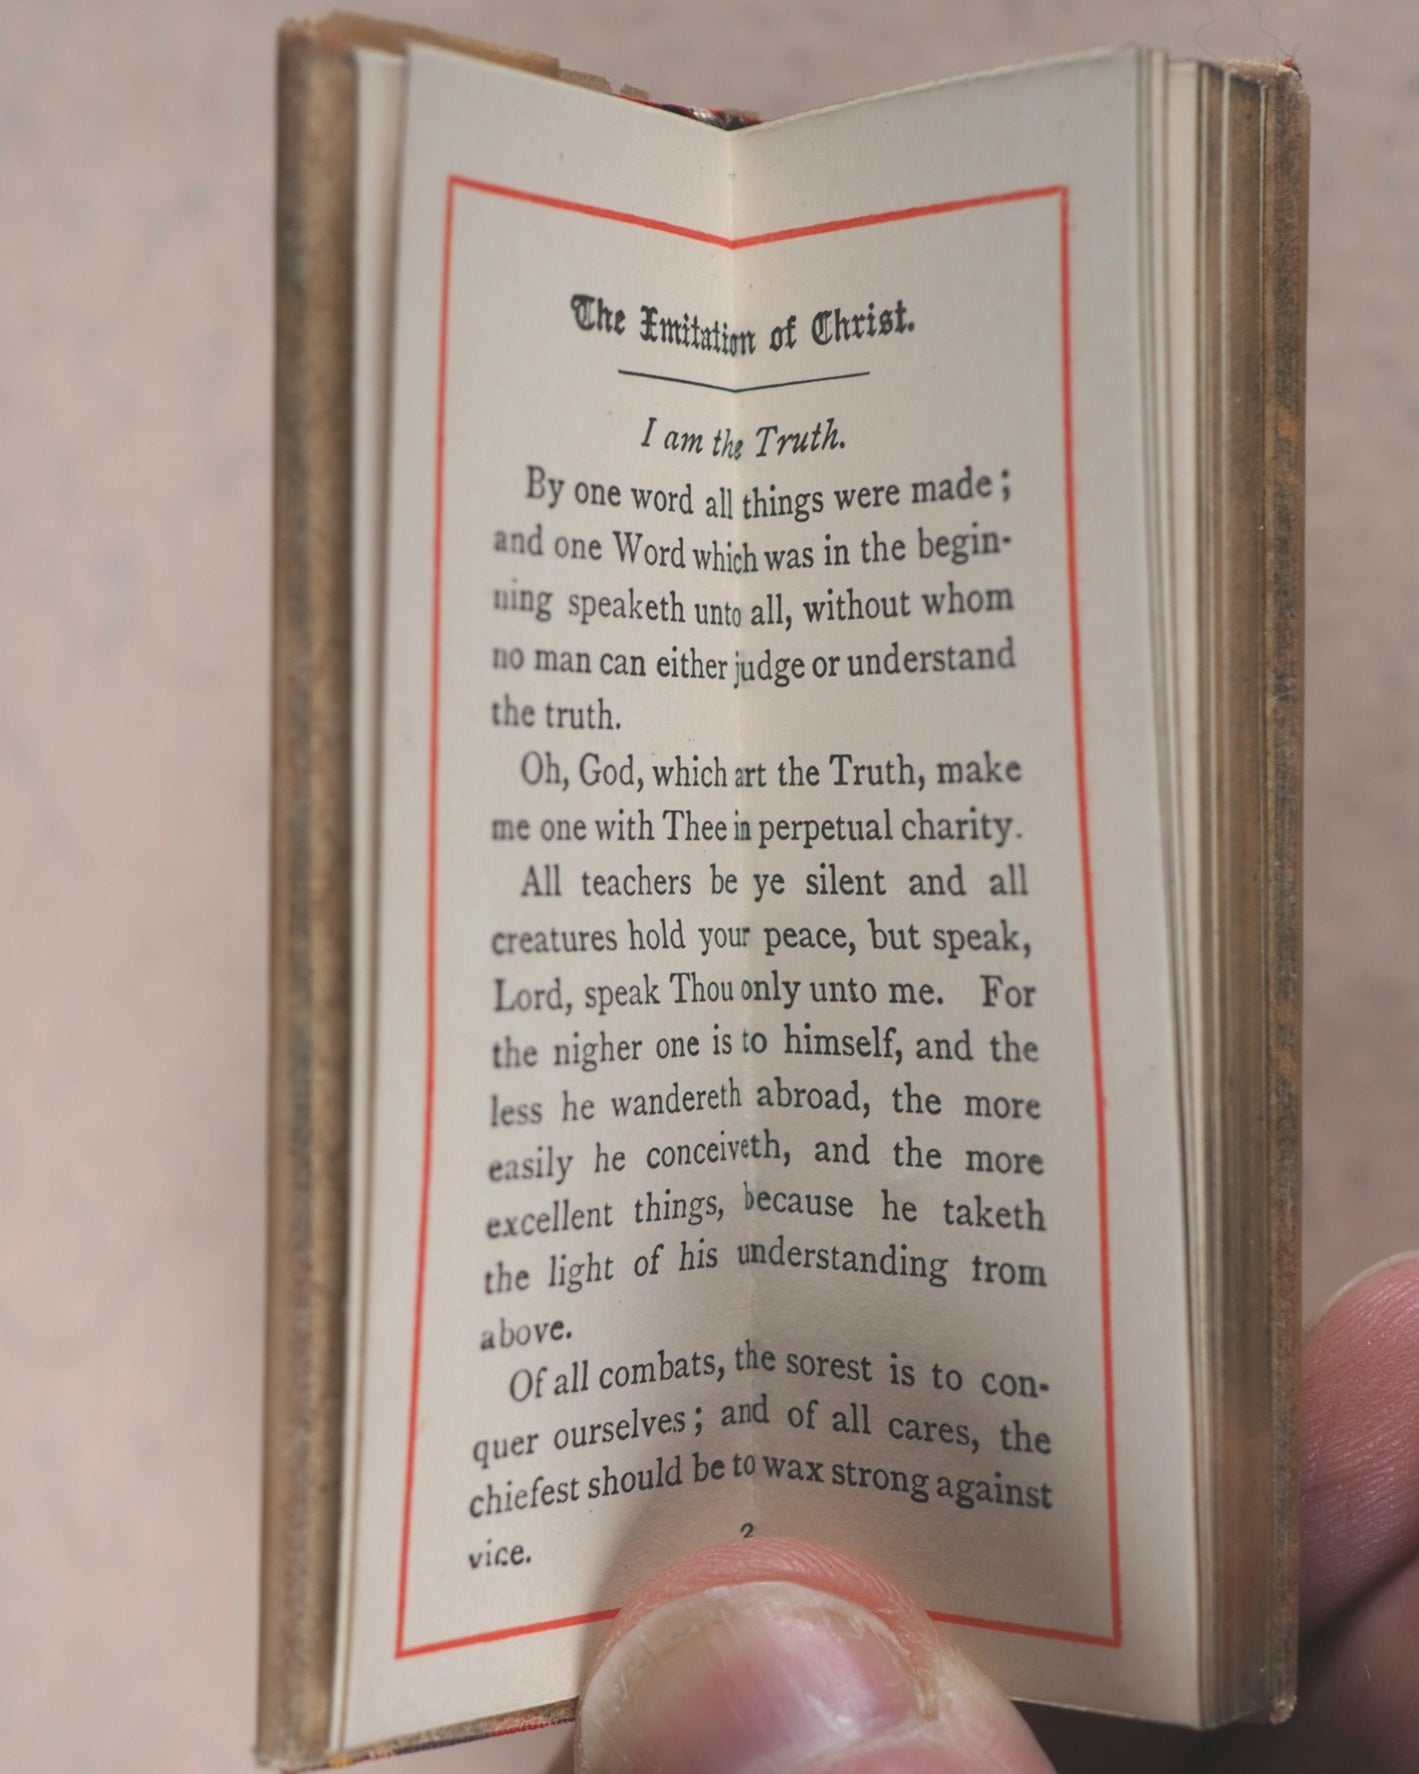 The Imitation of Christ.
I am the Truth.
By one word all things were made;
and one Word which was in the begin-
ning speaketh unto all, without whom
no man can either judge or understand
the truth.
Oh, God, which art the Truth, make
me one with Thee in perpetual charity.
All teachers be ye silent and all
creatures hold your peace, but speak,
Lord, speak Thou only unto me. For
the nigher one is to himself, and the
less he wandereth abroad, the more
easily he conceiveth, and the more
excellent things, because he taketh
the light of his understanding from
above.
Of all combats, the sorest is to con-
quer ourselves; and of all cares, the
chiefest should be to wax strong against
vice.
2